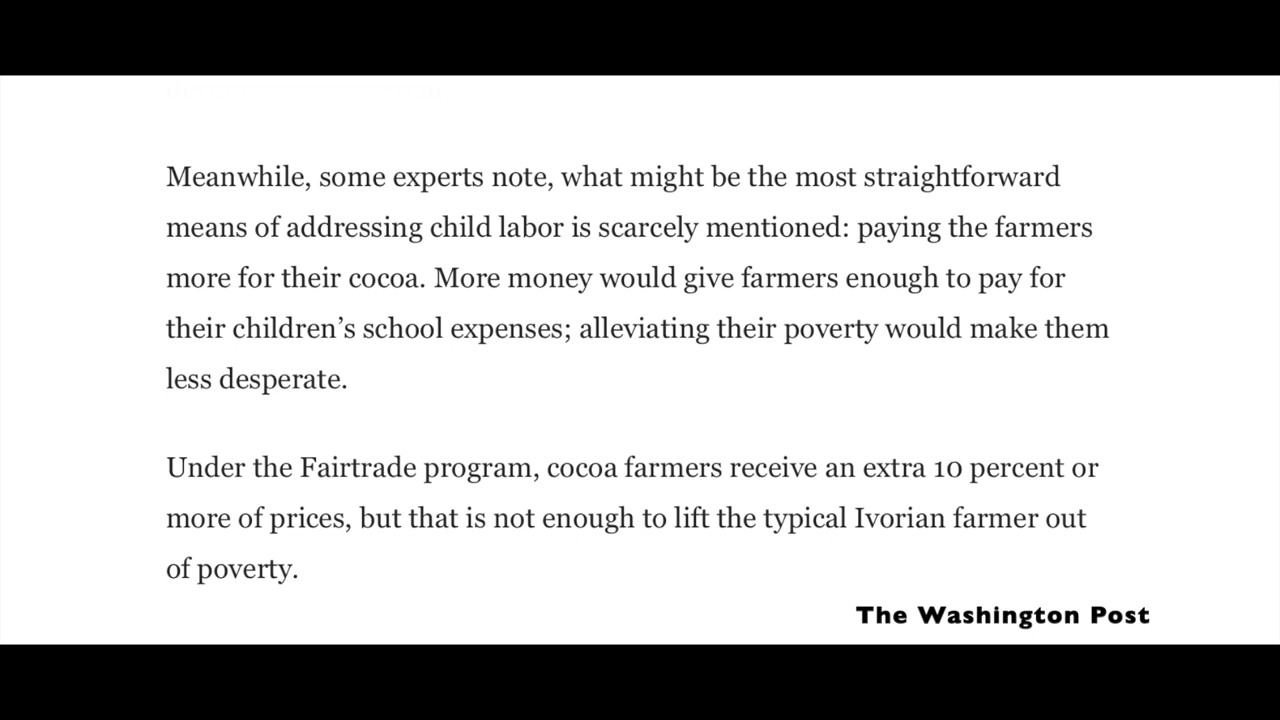 Meanwhile, some experts note, what might be the most straightforward
means of addressing child labor is scarcely mentioned: paying the farmers
more for their cocoa. More money would give farmers enough to pay for
their children’s school expenses; alleviating their poverty would make them
less desperate.
Under the Fairtrade program, cocoa farmers receive an extra 10 percent or
more of prices, but that is not enough to lift the typical Ivorian farmer out
of poverty.
The Washington Post